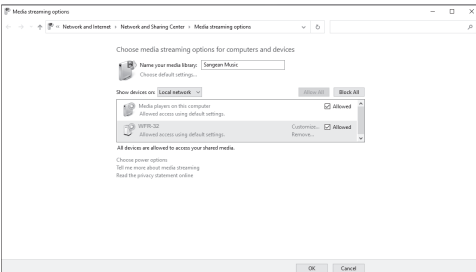 Media streaming options
« Network and Internet › Network and Sharing Center › Media streaming options
Choose media streaming options for computers and devices
Name your media library: Sangean Music
Choose default settings...
Show devices on: Local network Allow All Block All
Media players on this computer Allowed
Allowed access using default settings.
WFR-32 Customize... Allowed
Allowed access using default settings. Remove...
All devices are allowed to access your shared media.
Choose power options
Tell me more about media streaming
Read the privacy statement online
OK Cancel